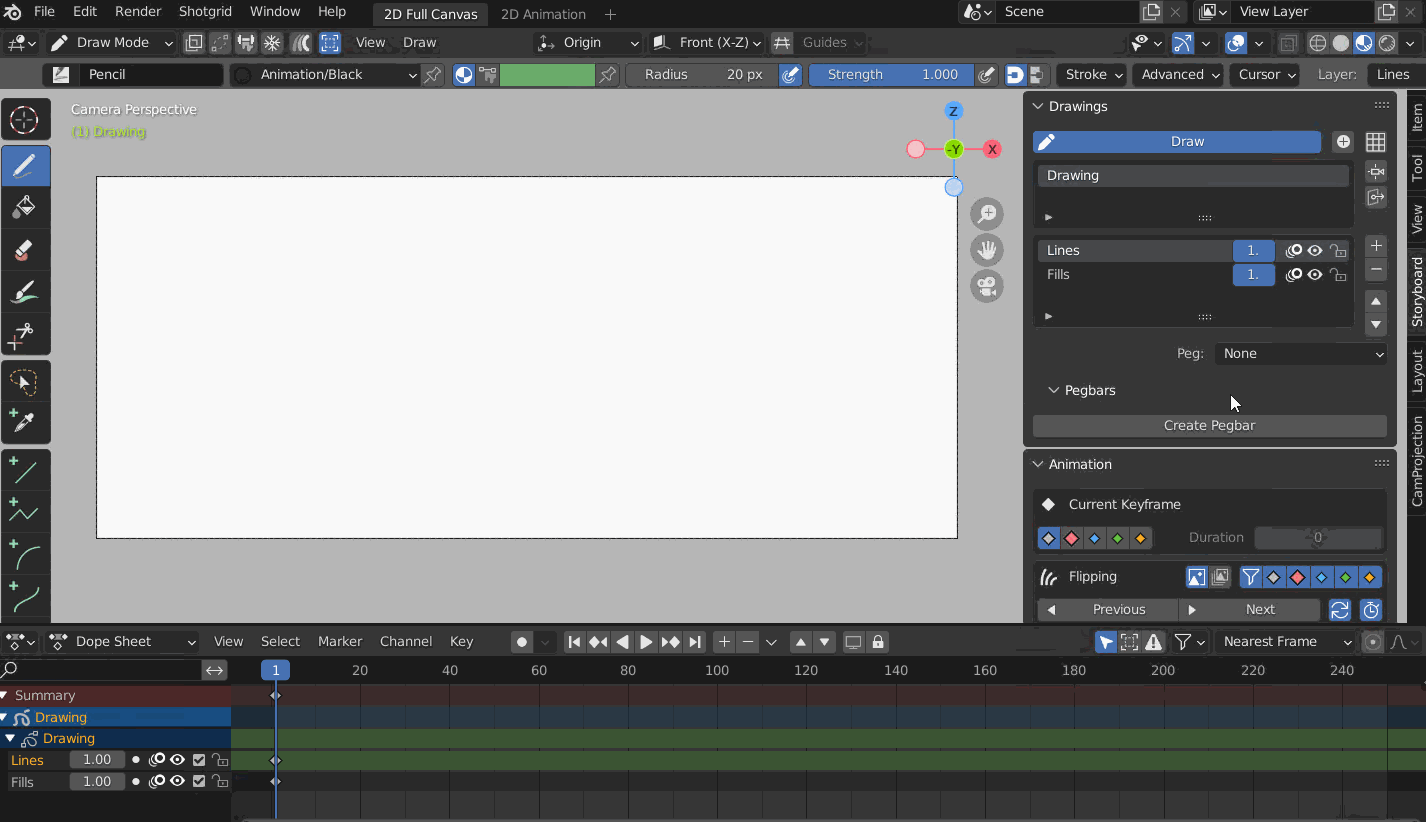 File Edit Render Shotgrid Window Help 2D Full Canvas 2D Animation + Scene View Layer
Draw Mode View Draw Origin Front (X-Z) Guides
Pencil Animation/Black Radius 20 px Strength 1.000 Stroke Advanced Cursor Layer: Lines
Camera Perspective
(1) Drawing
Z
-Y X
Drawings
Draw
Drawing
Lines 1.
Fills 1.
Peg: None
Pegbars
Create Pegbar
Animation
Current Keyframe
Duration 0
Flipping
Previous Next
Item
Tool
View
Storyboard
Layout
CamProjection
Dope Sheet View Select Marker Channel Key Nearest Frame
1 20 40 60 80 100 120 140 160 180 200 220 240
Summary
Drawing
Drawing
Lines 1.00
Fills 1.00